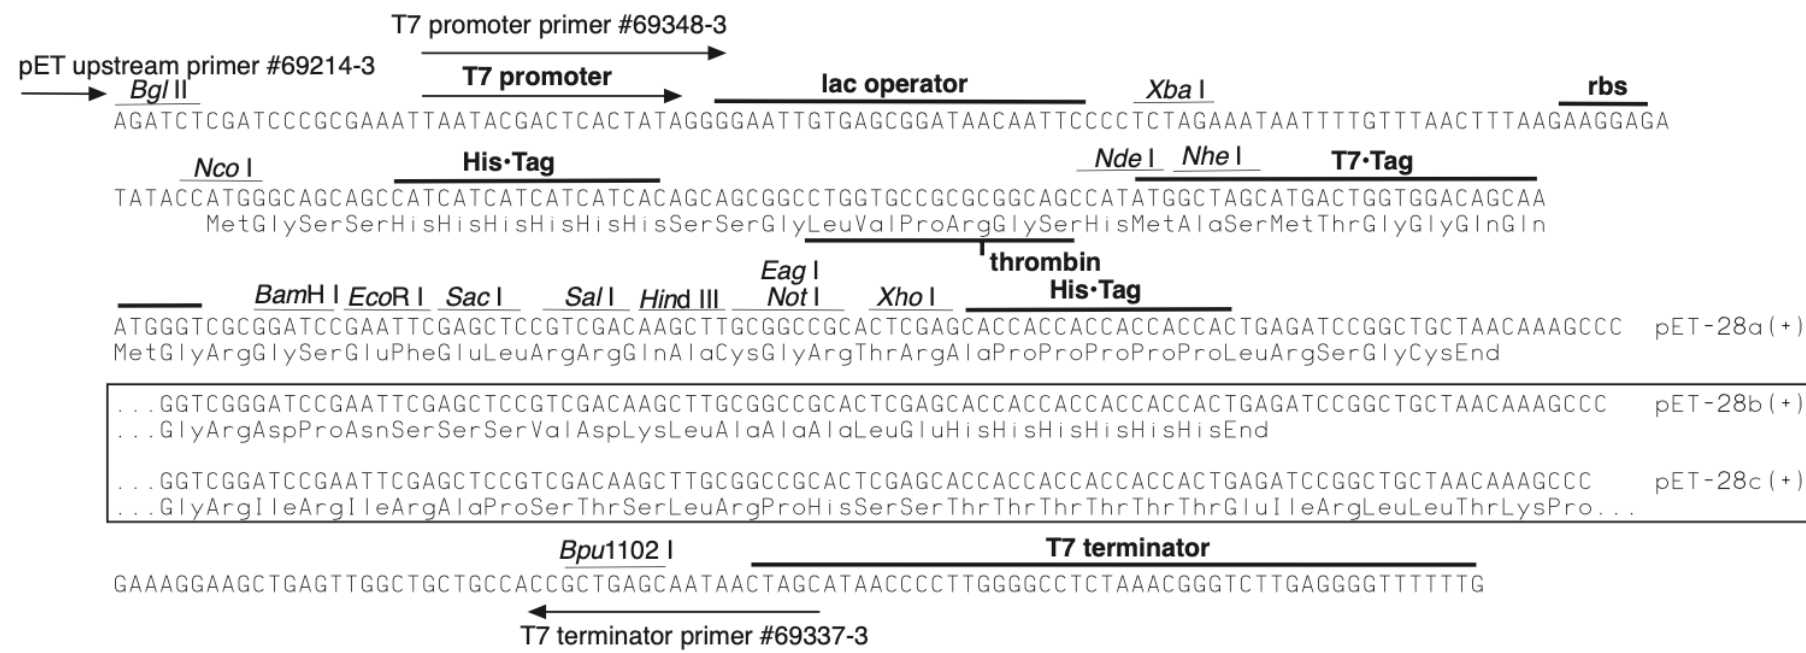 T7 promoter primer #69348-3
pET upstream primer #69214-3
Bgl II
T7 promoter
lac operator
Xba I
rbs
AGATCTCGATCCCGCGAAATTAATACGACTCACTATAGGGGAATTGTGAGCGGATAACAATTCCCCTCTAGAAATAATTTTGTTTAACTTTAAGAAGGAGA
Nco I
His•Tag
Nde I
Nhe I
T7•Tag
TATACCATGGGCAGCAGCCATCATCATCATCATCACAGCAGCGGCCTGGTGCCGCGCGGCAGCCATATGGCTAGCATGACTGGTGGACAGCAA
MetGlySerSerHisHisHisHisHisHisSerSerGlyLeuValProArgGlySerHisMetAlaSerMetThrGlyGlyGlnGln
thrombin
Eag I
BamH I
EcoR I
Sac I
Sal I
Hind III
Not I
Xho I
His•Tag
ATGGGTCGCGGATCCGAATTCGAGCTCCGTCGACAAGCTTGCGGCCGCACTCGAGCACCACCACCACCACCACTGAGATCCGGCTGCTAACAAAGCCC pET-28a(+)
MetGlyArgGlySerGluPheGluLeuArgArgGlnAlaCysGlyArgThrArgAlaProProProProProLeuArgSerGlyCysEnd
...GGTCGGGATCCGAATTCGAGCTCCGTCGACAAGCTTGCGGCCGCACTCGAGCACCACCACCACCACCACTGAGATCCGGCTGCTAACAAAGCCC pET-28b(+)
...GlyArgAspProAsnSerSerSerValAspLysLeuAlaAlaAlaLeuGluHisHisHisHisHisHisEnd
...GGTCGGATCCGAATTCGAGCTCCGTCGACAAGCTTGCGGCCGCACTCGAGCACCACCACCACCACCACTGAGATCCGGCTGCTAACAAAGCCC pET-28c(+)
...GlyArgIleArgIleArgAlaProSerThrSerLeuArgProHisSerSerThrThrThrThrThrThrGluIleArgLeuLeuThrLysPro...
Bpu1102 I
T7 terminator
GAAAGGAAGCTGAGTTGGCTGCTGCCACCGCTGAGCAATAACTAGCATAACCCCTTGGGGCCTCTAAACGGGTCTTGAGGGGTTTTTTG
T7 terminator primer #69337-3